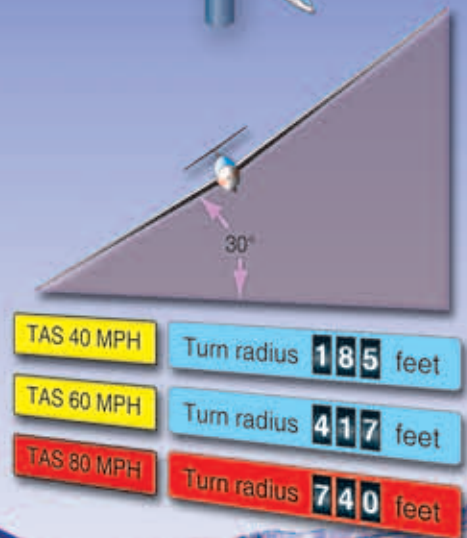 30°
TAS 40 MPH Turn radius 185 feet
TAS 60 MPH Turn radius 417 feet
TAS 80 MPH Turn radius 740 feet